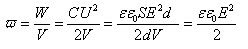 ϖ = W/V = CU²/2V = εε₀SE²d/2dV = εε₀E²/2